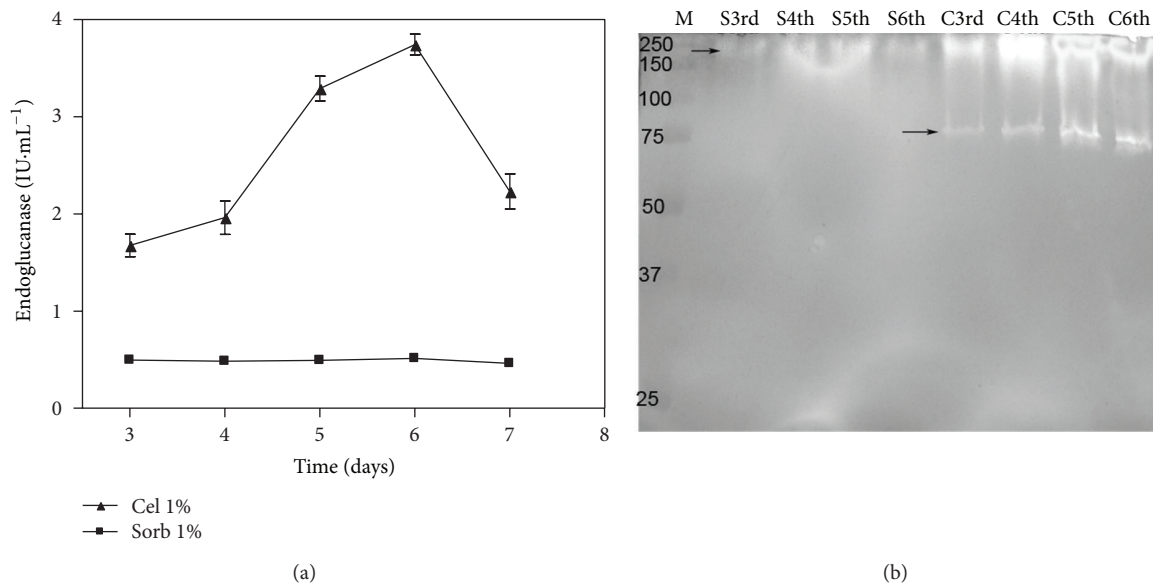 4
3
2
1
0
3 4 5 6 7 8
Endoglucanase (IU·mL⁻¹)
Time (days)
Cel 1%
Sorb 1%
(a)
M S3rd S4th S5th S6th C3rd C4th C5th C6th
250
150
100
75
50
37
25
(b)